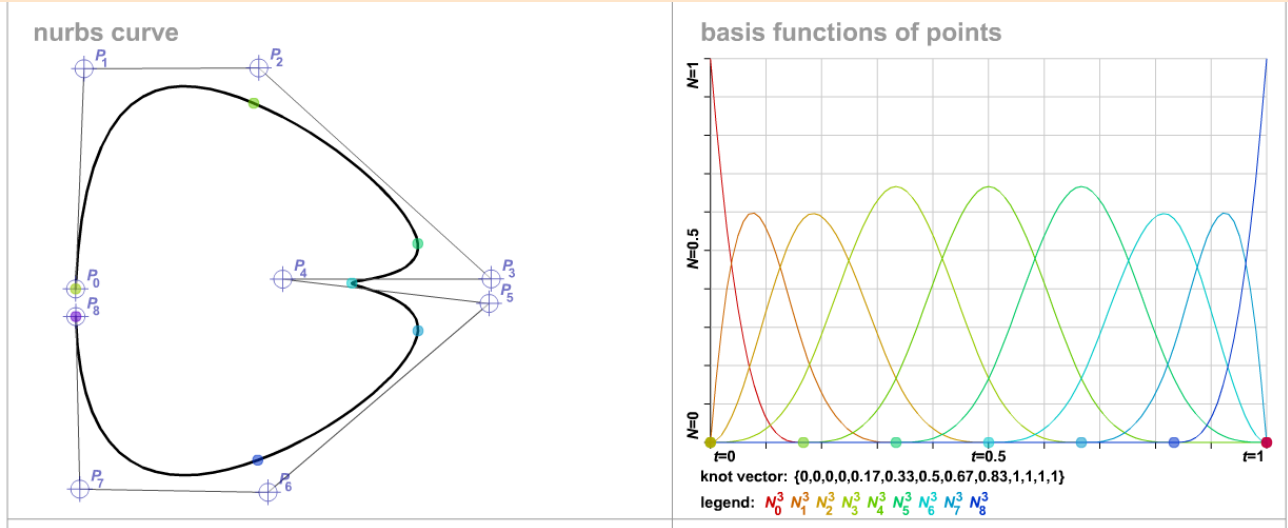 nurbs curve
P1
P2
P0
P8
P4
P3
P5
P7
P6
basis functions of points
N=1
N=0.5
N=0
t=0
t=0.5
t=1
knot vector: {0,0,0,0,0.17,0.33,0.5,0.67,0.83,1,1,1,1}
legend: N₀³ N₁³ N₂³ N₃³ N₄³ N₅³ N₆³ N₇³ N₈³